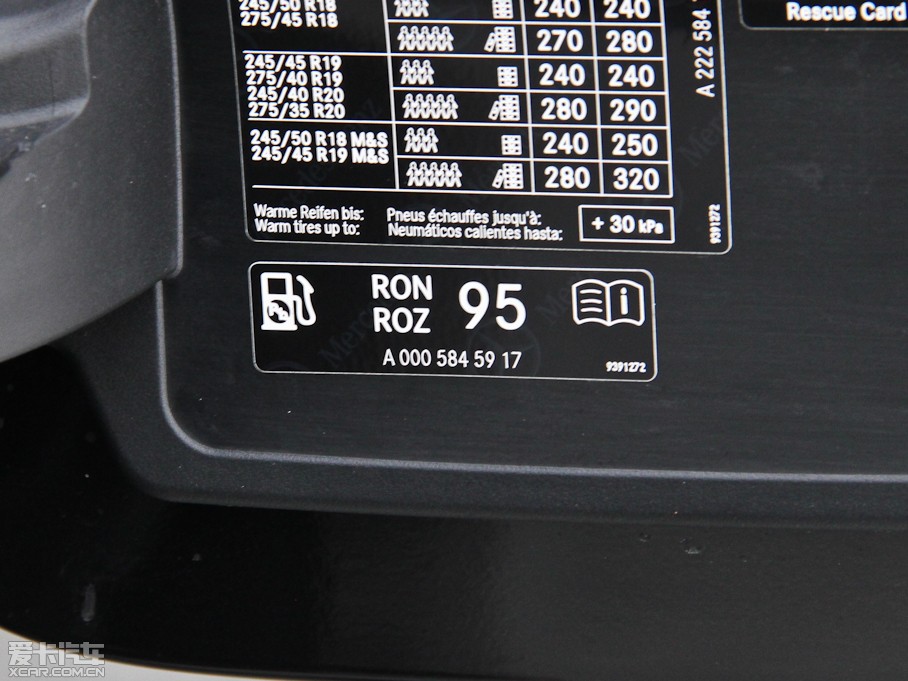 245/50 R18
275/45 R18
240 240
270 280
245/45 R19
275/40 R19
245/40 R20
275/35 R20
240 240
280 290
245/50 R18 M&S
245/45 R19 M&S
240 250
280 320
Warme Reifen bis:
Warm tires up to:
Pneus échauffes jusqu'à:
Neumáticos calientes hasta:
+ 30 kPa
A 222 584
9391272
Rescue Card
Pb
RON
ROZ
95
i
A 000 584 59 17
9391272
爱卡汽车
XCAR.COM.CN